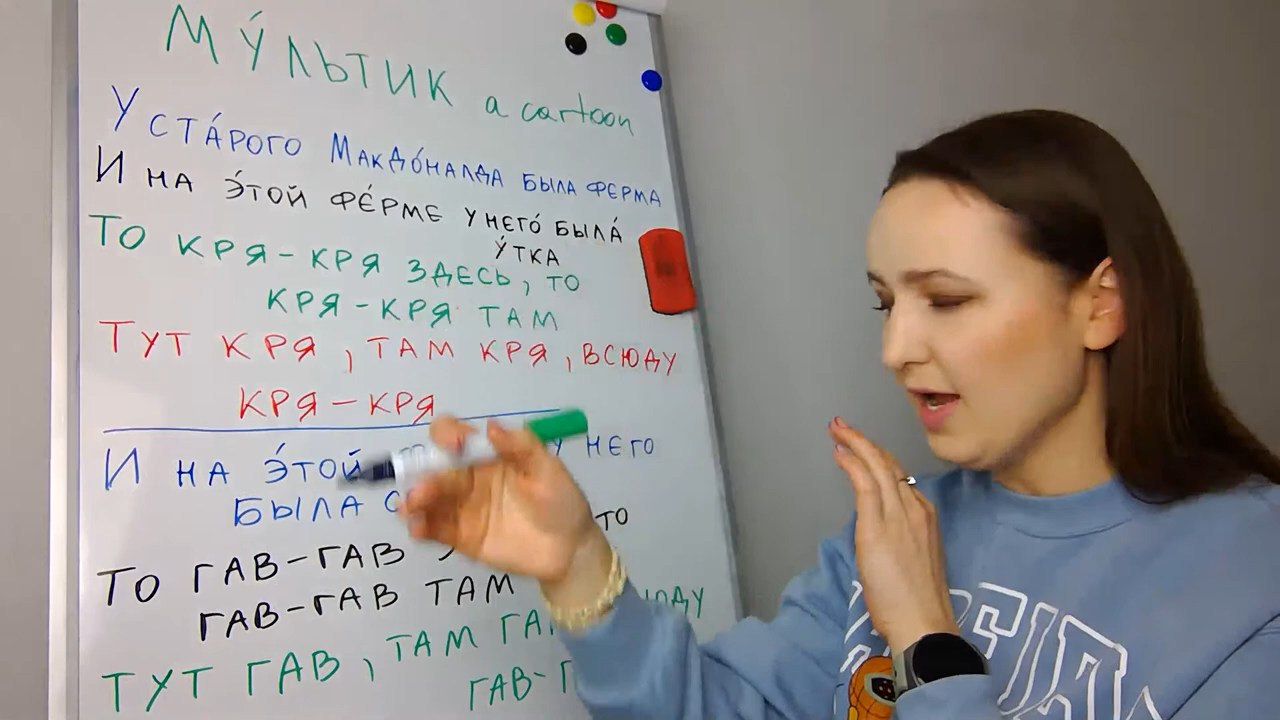 МУ́ЛЬТИК a cartoon
У СТА́РОГО МАКДО́НАЛДА БЫЛА ФЕРМА
И НА Э́ТОЙ ФЕ́РМЕ У НЕГО́ БЫЛА́
У́ТКА
ТО КРЯ-КРЯ ЗДЕСЬ, ТО
КРЯ-КРЯ ТАМ
ТУТ КРЯ, ТАМ КРЯ, ВСЮДУ
КРЯ-КРЯ
И НА Э́ТОЙ У НЕГО
БЫЛА
ТО ГАВ-ГАВ ТО
ГАВ-ГАВ ТАМ
ТУТ ГАВ, ТАМ